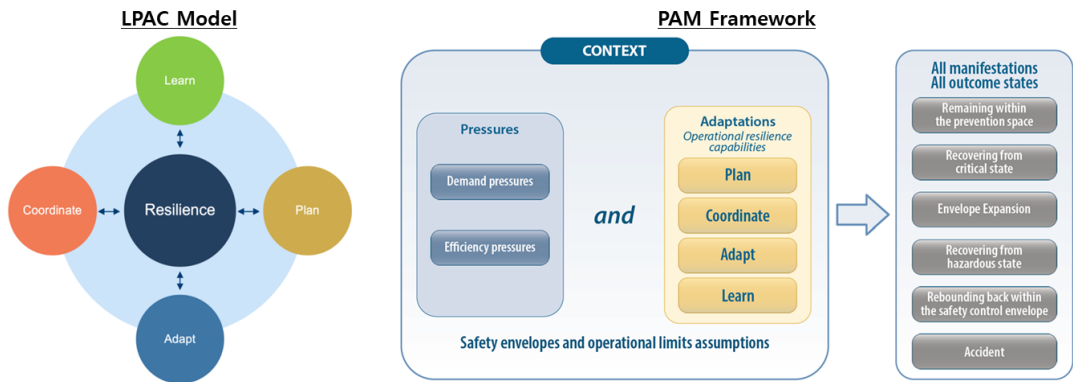 LPAC Model
Learn
Coordinate
Resilience
Plan
Adapt
PAM Framework
CONTEXT
Pressures
Demand pressures
Efficiency pressures
and
Adaptations
Operational resilience
capabilities
Plan
Coordinate
Adapt
Learn
Safety envelopes and operational limits assumptions
All manifestations
All outcome states
Remaining within
the prevention space
Recovering from
critical state
Envelope Expansion
Recovering from
hazardous state
Rebounding back within
the safety control envelope
Accident